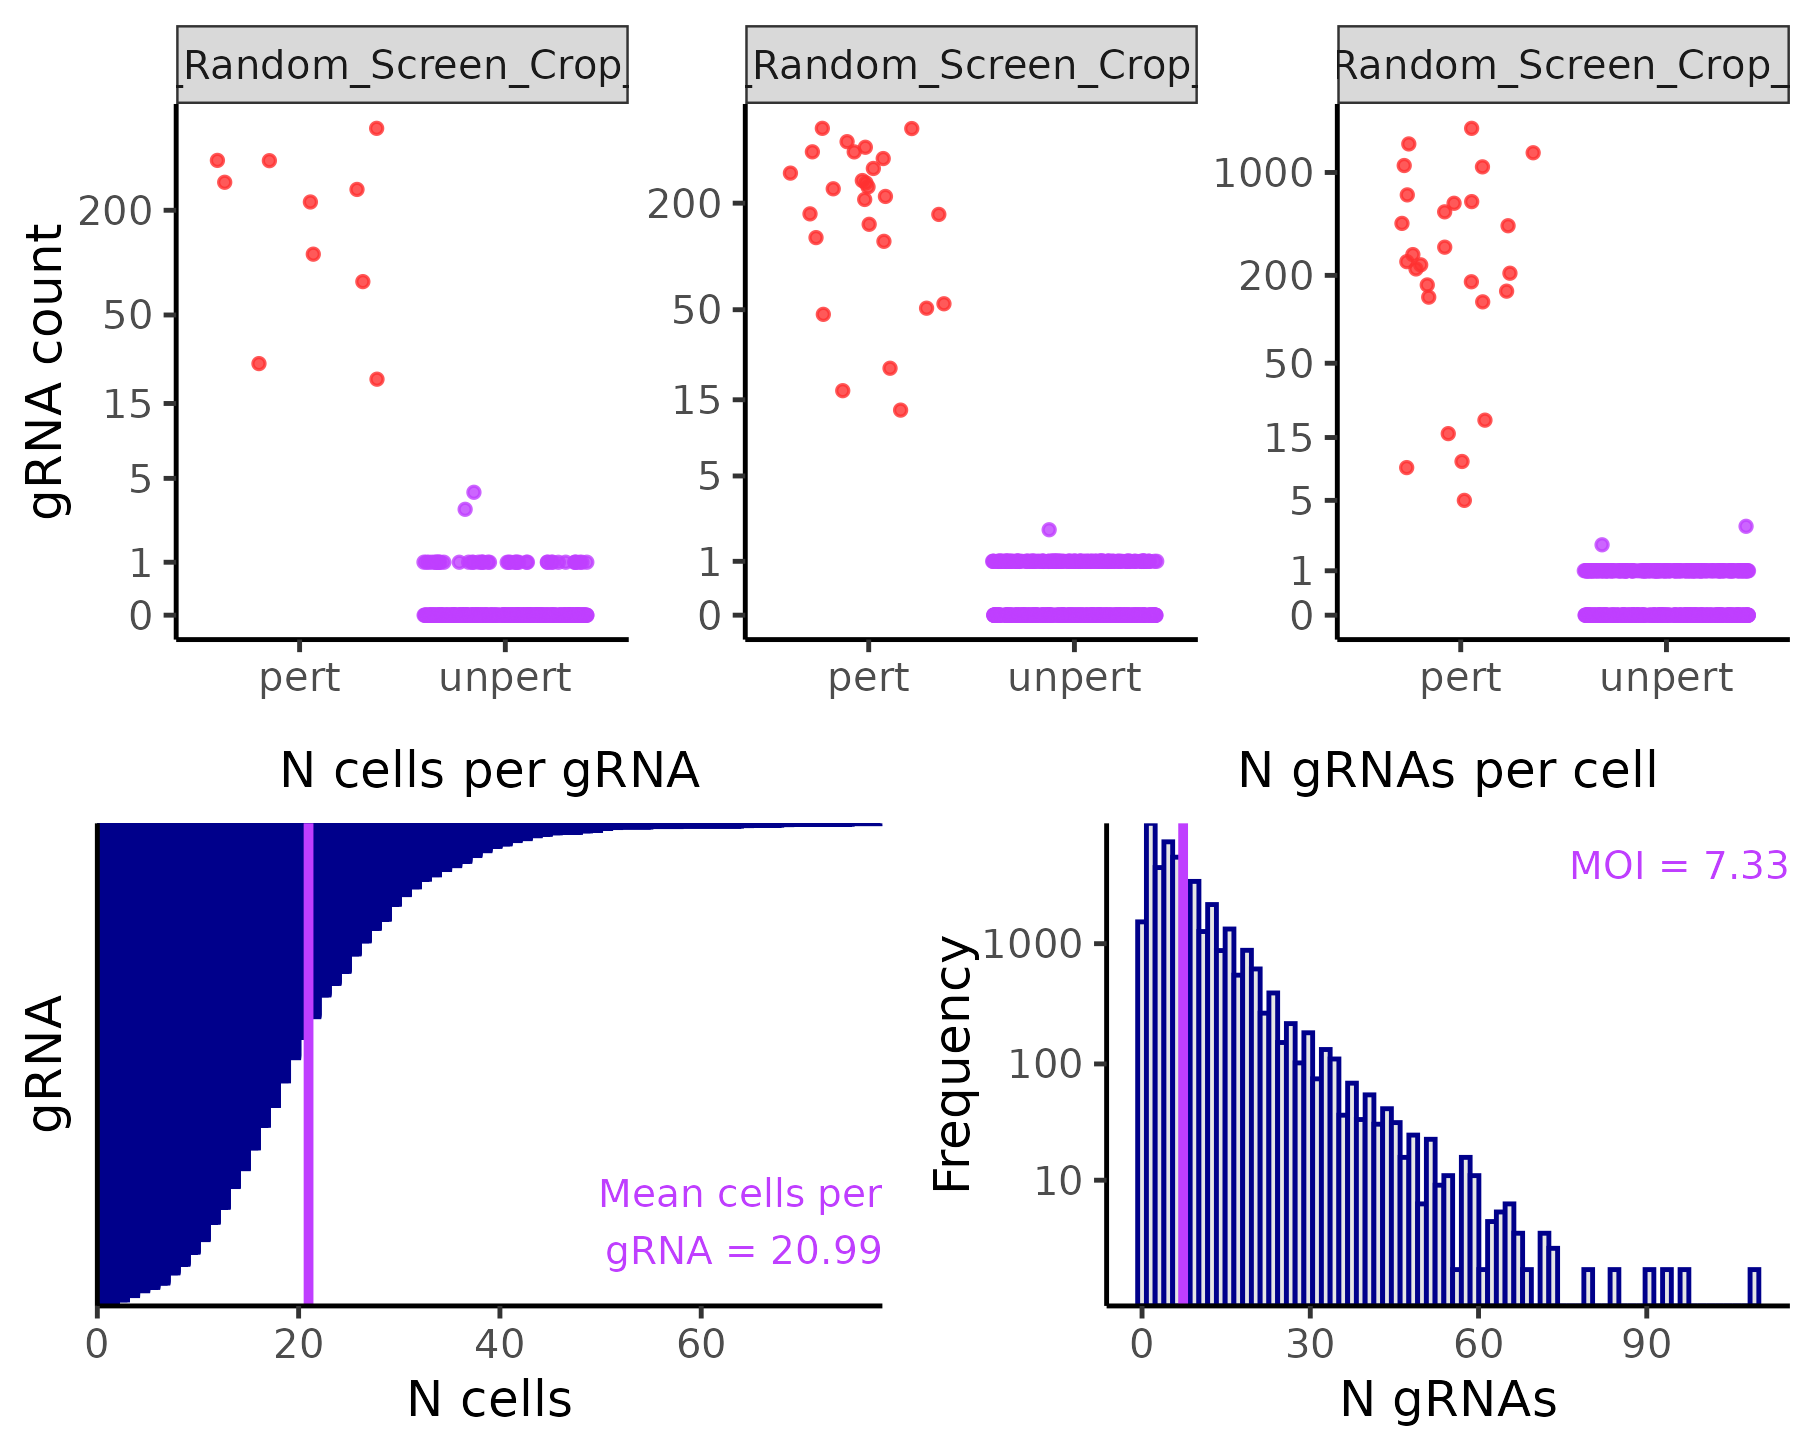 _Random_Screen_Crop_
_Random_Screen_Crop_
Random_Screen_Crop_
gRNA count
200
50
15
5
1
0
pert
unpert
200
50
15
5
1
0
pert
unpert
1000
200
50
15
5
1
0
pert
unpert
N cells per gRNA
gRNA
Mean cells per
gRNA = 20.99
0
20
40
60
N cells
N gRNAs per cell
MOI = 7.33
Frequency
1000
100
10
0
30
60
90
N gRNAs